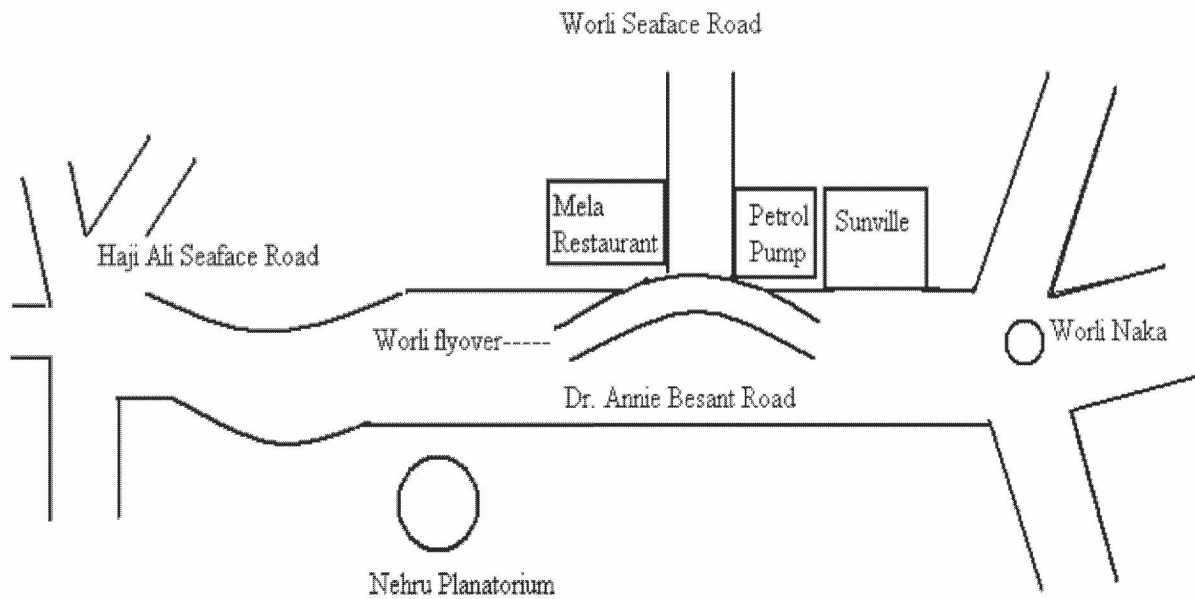 Worli Seaface Road
Mela
Restaurant
Petrol
Pump
Sunville
Haji Ali Seaface Road
Worli flyover-----
Worli Naka
Dr. Annie Besant Road
Nehru Planatorium